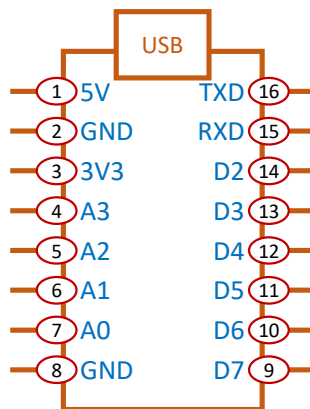 USB
1 5V TXD 16
2 GND RXD 15
3 3V3 D2 14
4 A3 D3 13
5 A2 D4 12
6 A1 D5 11
7 A0 D6 10
8 GND D7 9